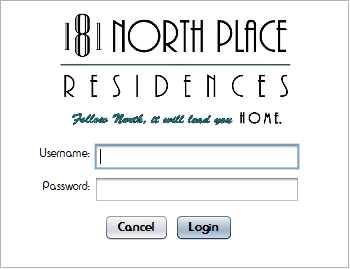 181 NORTH PLACE
RESIDENCES
Follow North, it will lead you HOME.
Username:
Password:
Cancel Login